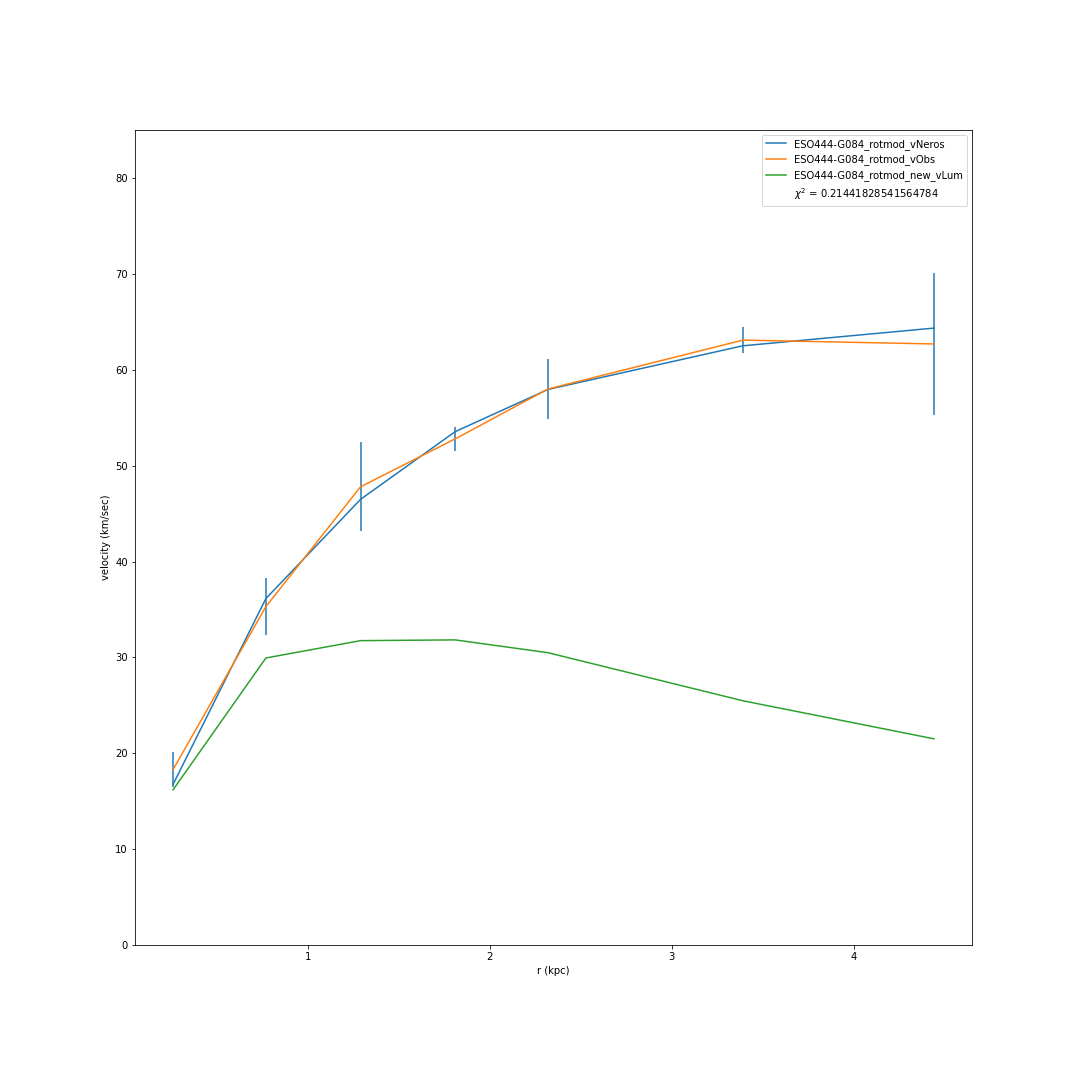 ESO444-G084_rotmod_vNeros
ESO444-G084_rotmod_vObs
ESO444-G084_rotmod_new_vLum
χ² = 0.21441828541564784
80
70
60
50
40
30
20
10
0
velocity (km/sec)
1 2 3 4
r (kpc)